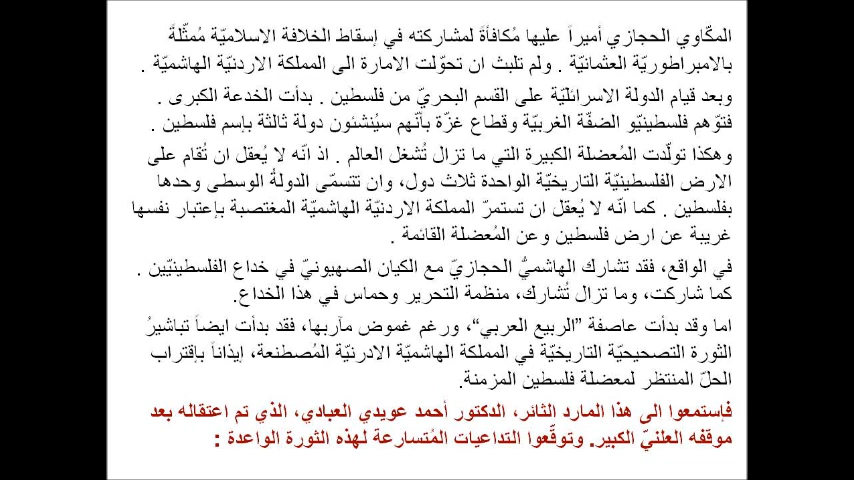 المكّاوي الحجازي أميراً عليها مُكافأةً لمشاركته في إسقاط الخلافة الاسلاميّة مُمثّلةً
بالامبراطوريّة العثمانيّة . ولم تلبث ان تحوّلت الامارة الى المملكة الاردنيّة الهاشميّة .
وبعد قيام الدولة الاسرائليّة على القسم البحريّ من فلسطين . بدأت الخدعة الكبرى .
فتوّهم فلسطينيّو الضفّة الغربيّة وقطاع غزّة بأنّهم سيُنشئون دولة ثالثة بإسم فلسطين .
وهكذا تولّدت المُعضلة الكبيرة التي ما تزال تُشغل العالم . اذ انّه لا يُعقل ان تُقام على
الارض الفلسطينيّة التاريخيّة الواحدة ثلاث دول، وان تتسمّى الدولةُ الوسطى وحدها
بفلسطين . كما انّه لا يُعقل ان تستمرّ المملكة الاردنيّة الهاشميّة المغتصبة بإعتبار نفسها
غريبة عن ارض فلسطين وعن المُعضلة القائمة .
في الواقع، فقد تشارك الهاشميُّ الحجازيّ مع الكيان الصهيونيّ في خداع الفلسطينيّين .
كما شاركت، وما تزال تُشارك، منظمة التحرير وحماس في هذا الخداع.
اما وقد بدأت عاصفة ”الربيع العربي“، ورغم غموض مآربها، فقد بدأت ايضاً تباشيرُ
الثورة التصحيحيّة التاريخيّة في المملكة الهاشميّة الادرنيّة المُصطنعة، إيذاناً بإقتراب
الحلّ المنتظر لمعضلة فلسطين المزمنة.
فإستمعوا الى هذا المارد الثائر، الدكتور أحمد عويدي العبادي، الذي تم اعتقاله بعد
موقفه العلنيّ الكبير. وتوقّعوا التداعيات المُتسارعة لهذه الثورة الواعدة :